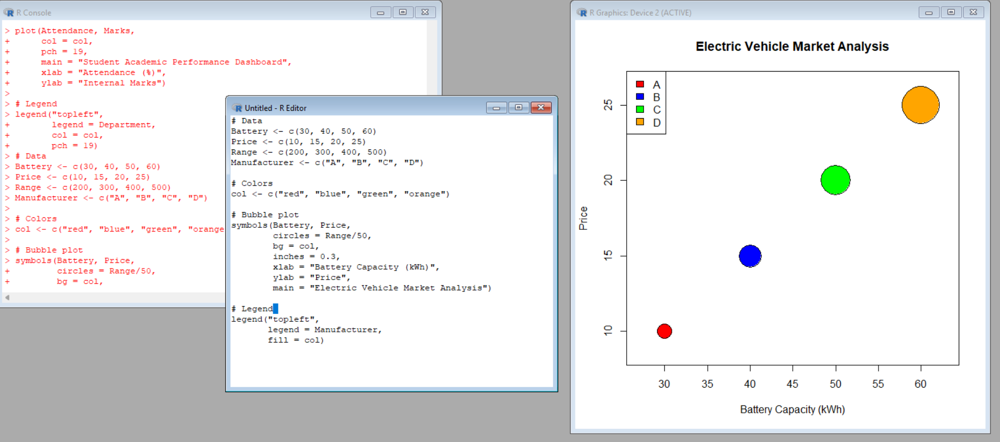 R Console
> plot(Attendance, Marks,
+      col = col,
+      pch = 19,
+      main = "Student Academic Performance Dashboard",
+      xlab = "Attendance (%)",
+      ylab = "Internal Marks")
>
> # Legend
> legend("topleft",
+        legend = Department,
+        col = col,
+        pch = 19)
> # Data
> Battery <- c(30, 40, 50, 60)
> Price <- c(10, 15, 20, 25)
> Range <- c(200, 300, 400, 500)
> Manufacturer <- c("A", "B", "C", "D")
>
> # Colors
> col <- c("red", "blue", "green", "orange
>
> # Bubble plot
> symbols(Battery, Price,
+         circles = Range/50,
+         bg = col,
Untitled - R Editor
# Data
Battery <- c(30, 40, 50, 60)
Price <- c(10, 15, 20, 25)
Range <- c(200, 300, 400, 500)
Manufacturer <- c("A", "B", "C", "D")

# Colors
col <- c("red", "blue", "green", "orange")

# Bubble plot
symbols(Battery, Price,
        circles = Range/50,
        bg = col,
        inches = 0.3,
        xlab = "Battery Capacity (kWh)",
        ylab = "Price",
        main = "Electric Vehicle Market Analysis")

# Legend
legend("topleft",
       legend = Manufacturer,
       fill = col)
R Graphics: Device 2 (ACTIVE)
Electric Vehicle Market Analysis
A
B
C
D
25
20
15
10
Price
30 35 40 45 50 55 60
Battery Capacity (kWh)